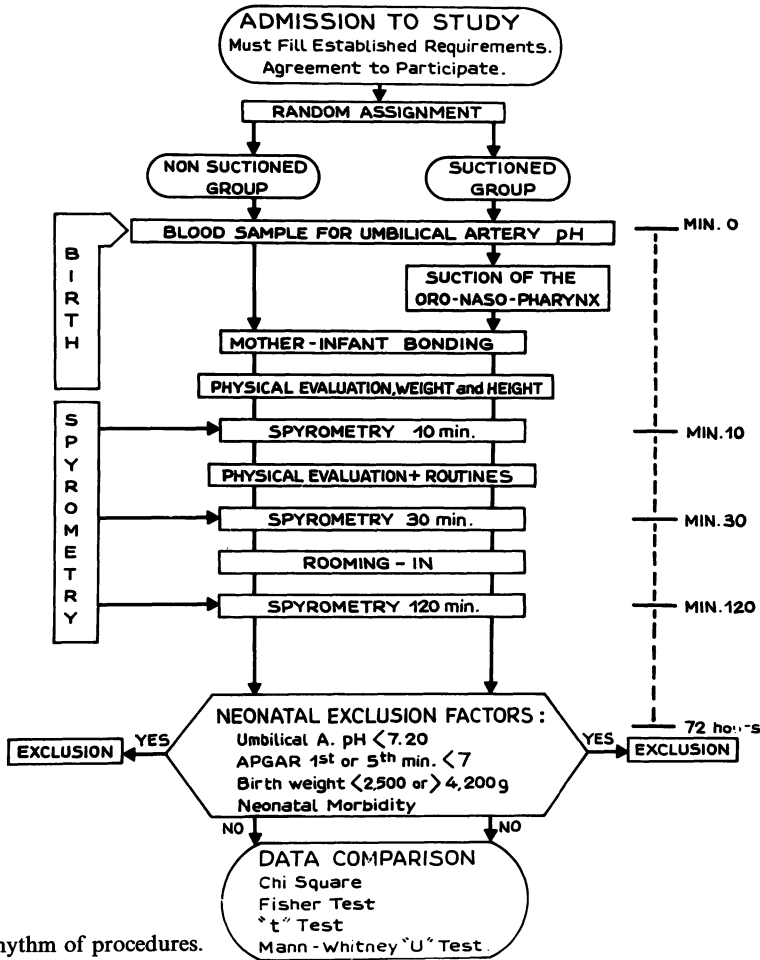 ADMISSION TO STUDY
Must Fill Established Requirements.
Agreement to Participate.
RANDOM ASSIGNMENT
NON SUCTIONED
GROUP
SUCTIONED
GROUP
BIRTH
BLOOD SAMPLE FOR UMBILICAL ARTERY pH
MIN. 0
SUCTION OF THE
ORO-NASO-PHARYNX
MOTHER-INFANT BONDING
PHYSICAL EVALUATION, WEIGHT and HEIGHT
SPYROMETRY
SPYROMETRY 10 min.
MIN. 10
PHYSICAL EVALUATION + ROUTINES
SPYROMETRY 30 min.
MIN. 30
ROOMING - IN
SPYROMETRY 120 min.
MIN. 120
NEONATAL EXCLUSION FACTORS:
72 hours
EXCLUSION
YES
Umbilical A. pH <7.20
YES
EXCLUSION
APGAR 1st or 5th min. <7
Birth weight <2,500 or> 4,200 g
Neonatal Morbidity
NO
NO
DATA COMPARISON
Chi Square
Fisher Test
"t" Test
Mann - Whitney "U" Test.
of procedures.